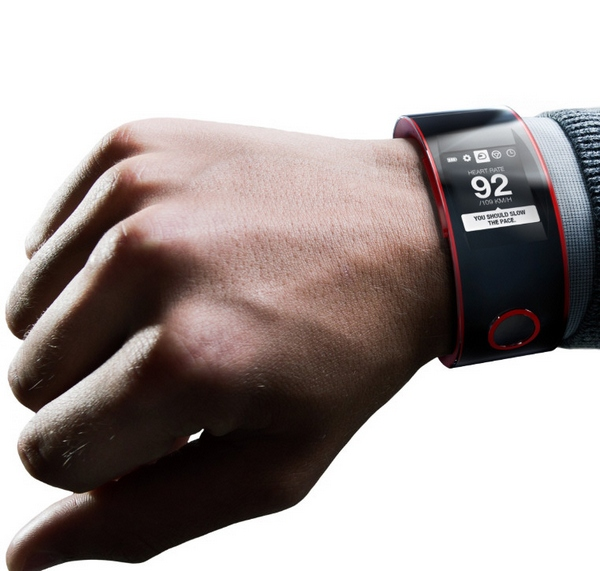 HEART RATE
92
/109 KM/H
YOU SHOULD SLOW
THE PACE.